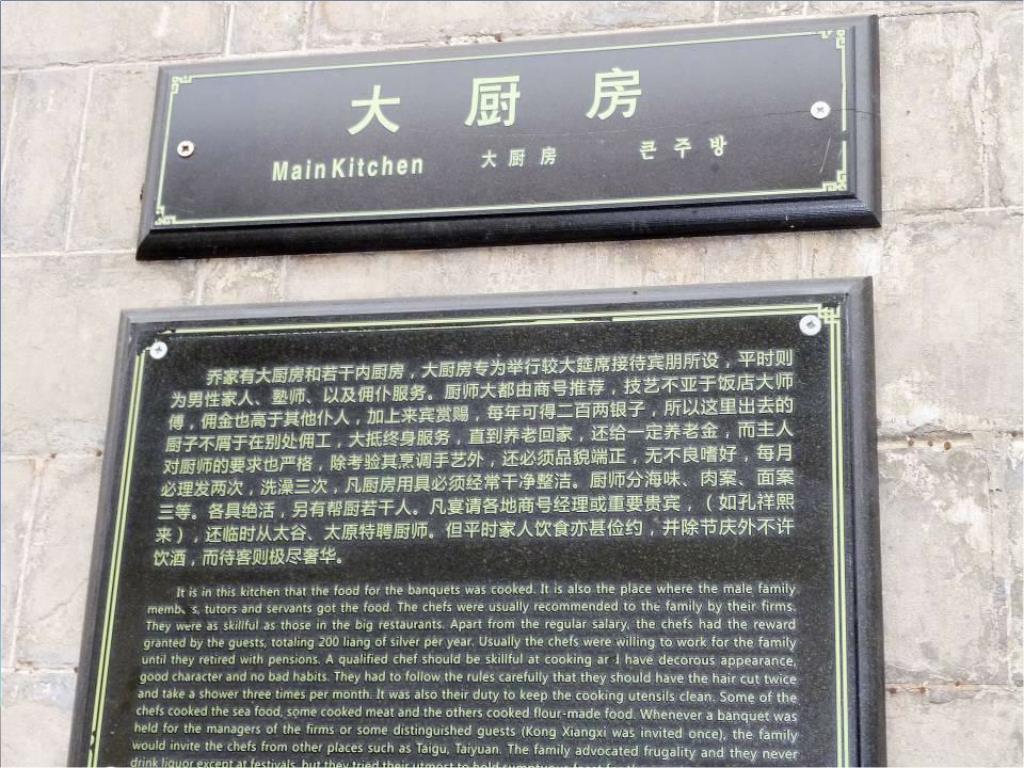 大厨房
MainKitchen 大厨房 큰주방
乔家有大厨房和若干内厨房，大厨房专为举行较大筵席接待宾朋所设，平时则
为男性家人、塾师、以及佣仆服务。厨师大都由商号推荐，技艺不亚于饭店大师
傅，佣金也高于其他仆人，加上来宾赏赐，每年可得二百两银子，所以这里出去的
厨子不屑于在别处佣工，大抵终身服务，直到养老回家，还给一定养老金，而主人
对厨师的要求也严格，除考验其烹调手艺外，还必须品貌端正，无不良嗜好，每月
必理发两次，洗澡三次，凡厨房用具必须经常干净整洁。厨师分海味、肉案、面案
三等。各具绝活，另有帮厨若干人。凡宴请各地商号经理或重要贵宾，（如孔祥熙
来），还临时从太谷、太原特聘厨师。但平时家人饮食亦甚俭约，并除节庆外不许
饮酒，而待客则极尽奢华。
It is in this kitchen that the food for the banquets was cooked. It is also the place where the male family
memb s, tutors and servants got the food. The chefs were usually recommended to the family by their firms.
They were as skillful as those in the big restaurants. Apart from the regular salary, the chefs had the reward
granted by the guests, totaling 200 liang of silver per year. Usually the chefs were willing to work for the family
until they retired with pensions. A qualified chef should be skillful at cooking and have decorous appearance,
good character and no bad habits. They had to follow the rules carefully that they should have the hair cut twice
and take a shower three times per month. It was also their duty to keep the cooking utensils clean. Some of the
chefs cooked the sea food, some cooked meat and the others cooked flour-made food. Whenever a banquet was
held for the managers of the firms or some distinguished guests (Kong Xiangxi was invited once), the family
would invite the chefs from other places such as Taigu, Taiyuan. The family advocated frugality and they never
drink liquor except at festivals, but they tried their utmost to hold sumptuous feast